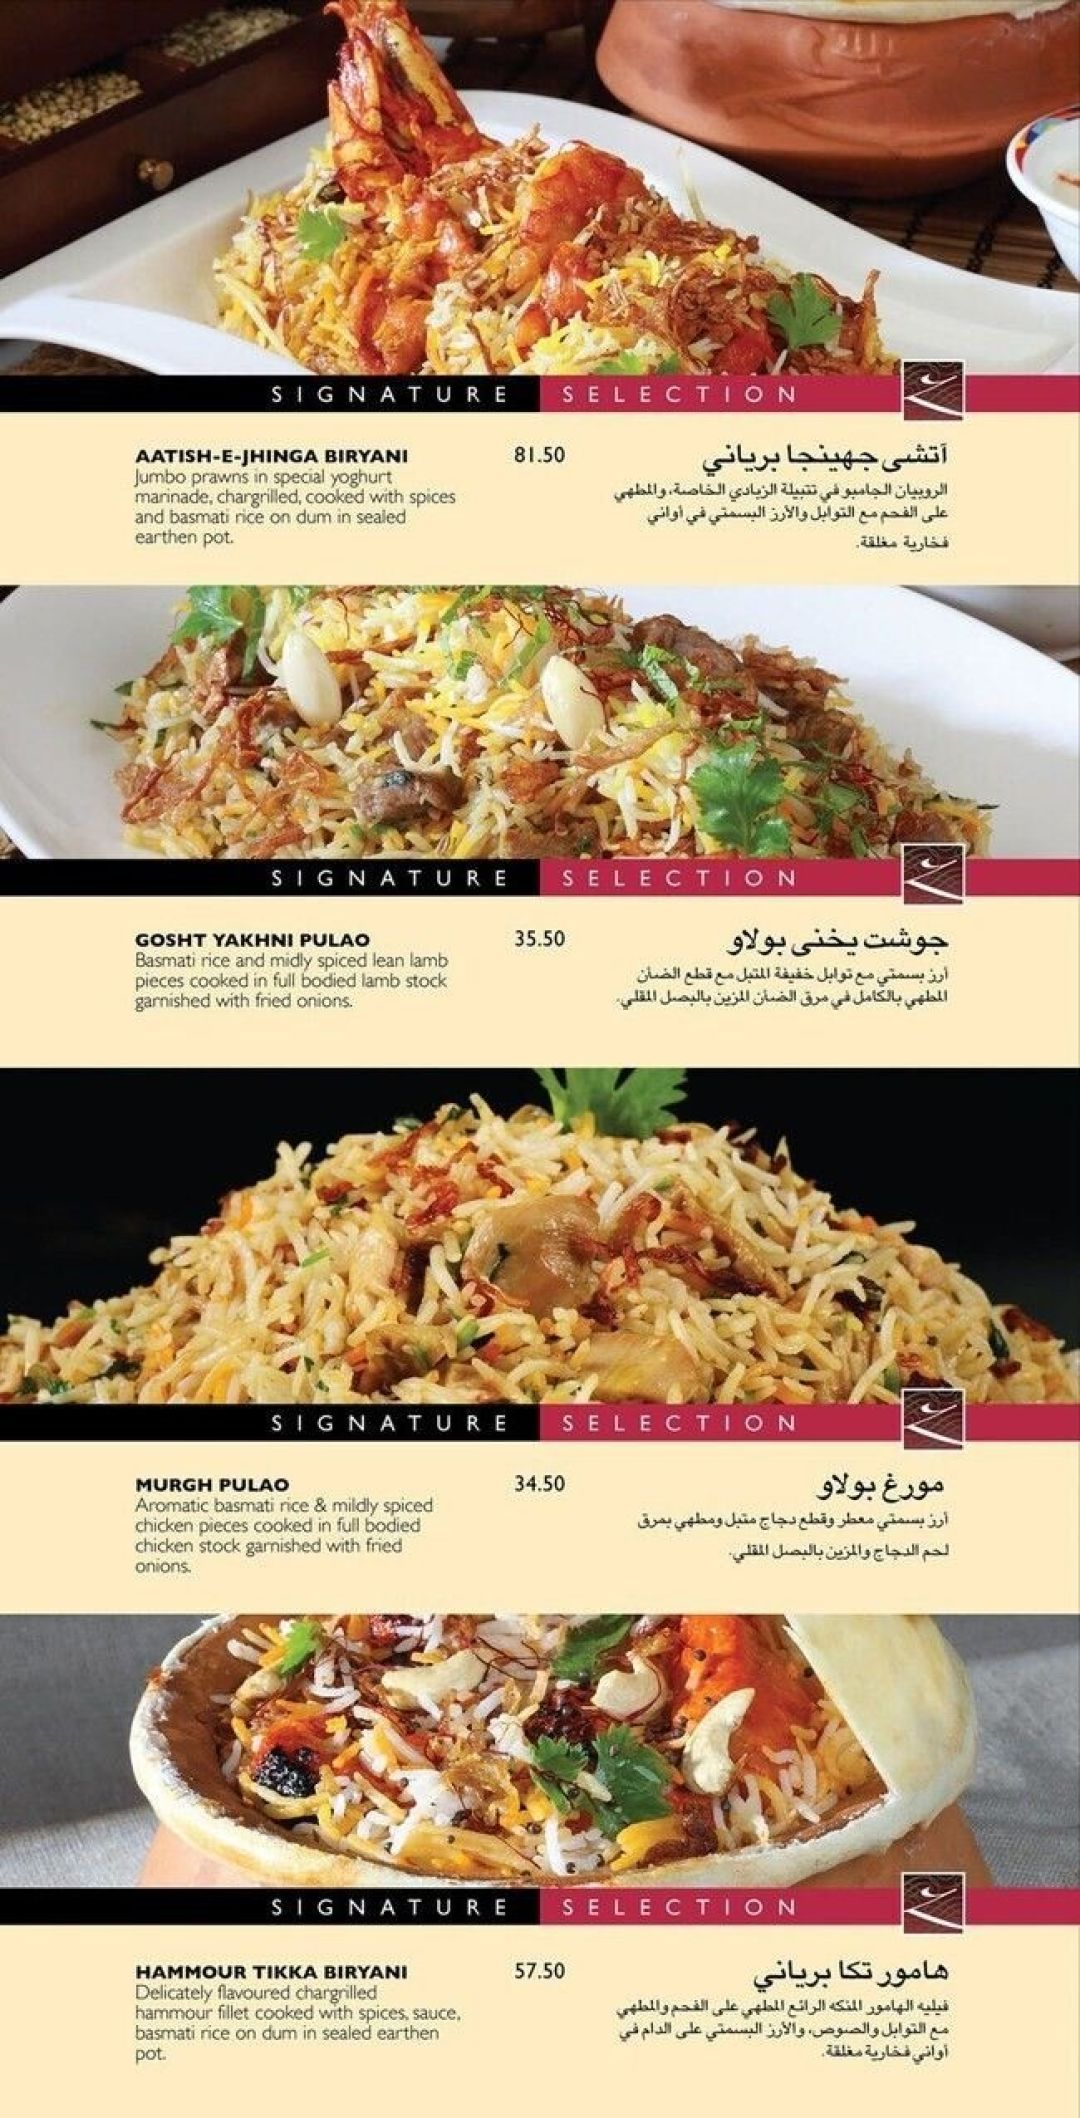 SIGNATURE SELECTION
AATISH-E-JHINGA BIRYANI 81.50
Jumbo prawns in special yoghurt
marinade, chargrilled, cooked with spices
and basmati rice on dum in sealed
earthen pot.
آتشى جهينجا برياني
الروبيان الجامبو في تتبيلة الزبادي الخاصة، والمطهي
على الفحم مع التوابل والأرز البسمتي في أواني
فخارية مغلقة.
SIGNATURE SELECTION
GOSHT YAKHNI PULAO 35.50
Basmati rice and midly spiced lean lamb
pieces cooked in full bodied lamb stock
garnished with fried onions.
جوشت يخنى بولاو
أرز بسمتي مع توابل خفيفة المتبل مع قطع الضأن
المطهي بالكامل في مرق الضأن المزين بالبصل المقلي.
SIGNATURE SELECTION
MURGH PULAO 34.50
Aromatic basmati rice & mildly spiced
chicken pieces cooked in full bodied
chicken stock garnished with fried
onions.
مورغ بولاو
أرز بسمتي معطر وقطع دجاج متبل ومطهي بمرق
لحم الدجاج والمزين بالبصل المقلي.
SIGNATURE SELECTION
HAMMOUR TIKKA BIRYANI 57.50
Delicately flavoured chargrilled
hammour fillet cooked with spices, sauce,
basmati rice on dum in sealed earthen
pot.
هامور تكا برياني
فيليه الهامور المنكه الرائع المطهي على الفحم والمطهي
مع التوابل والصوص، والأرز البسمتي على الدام في
أواني فخارية مغلقة.